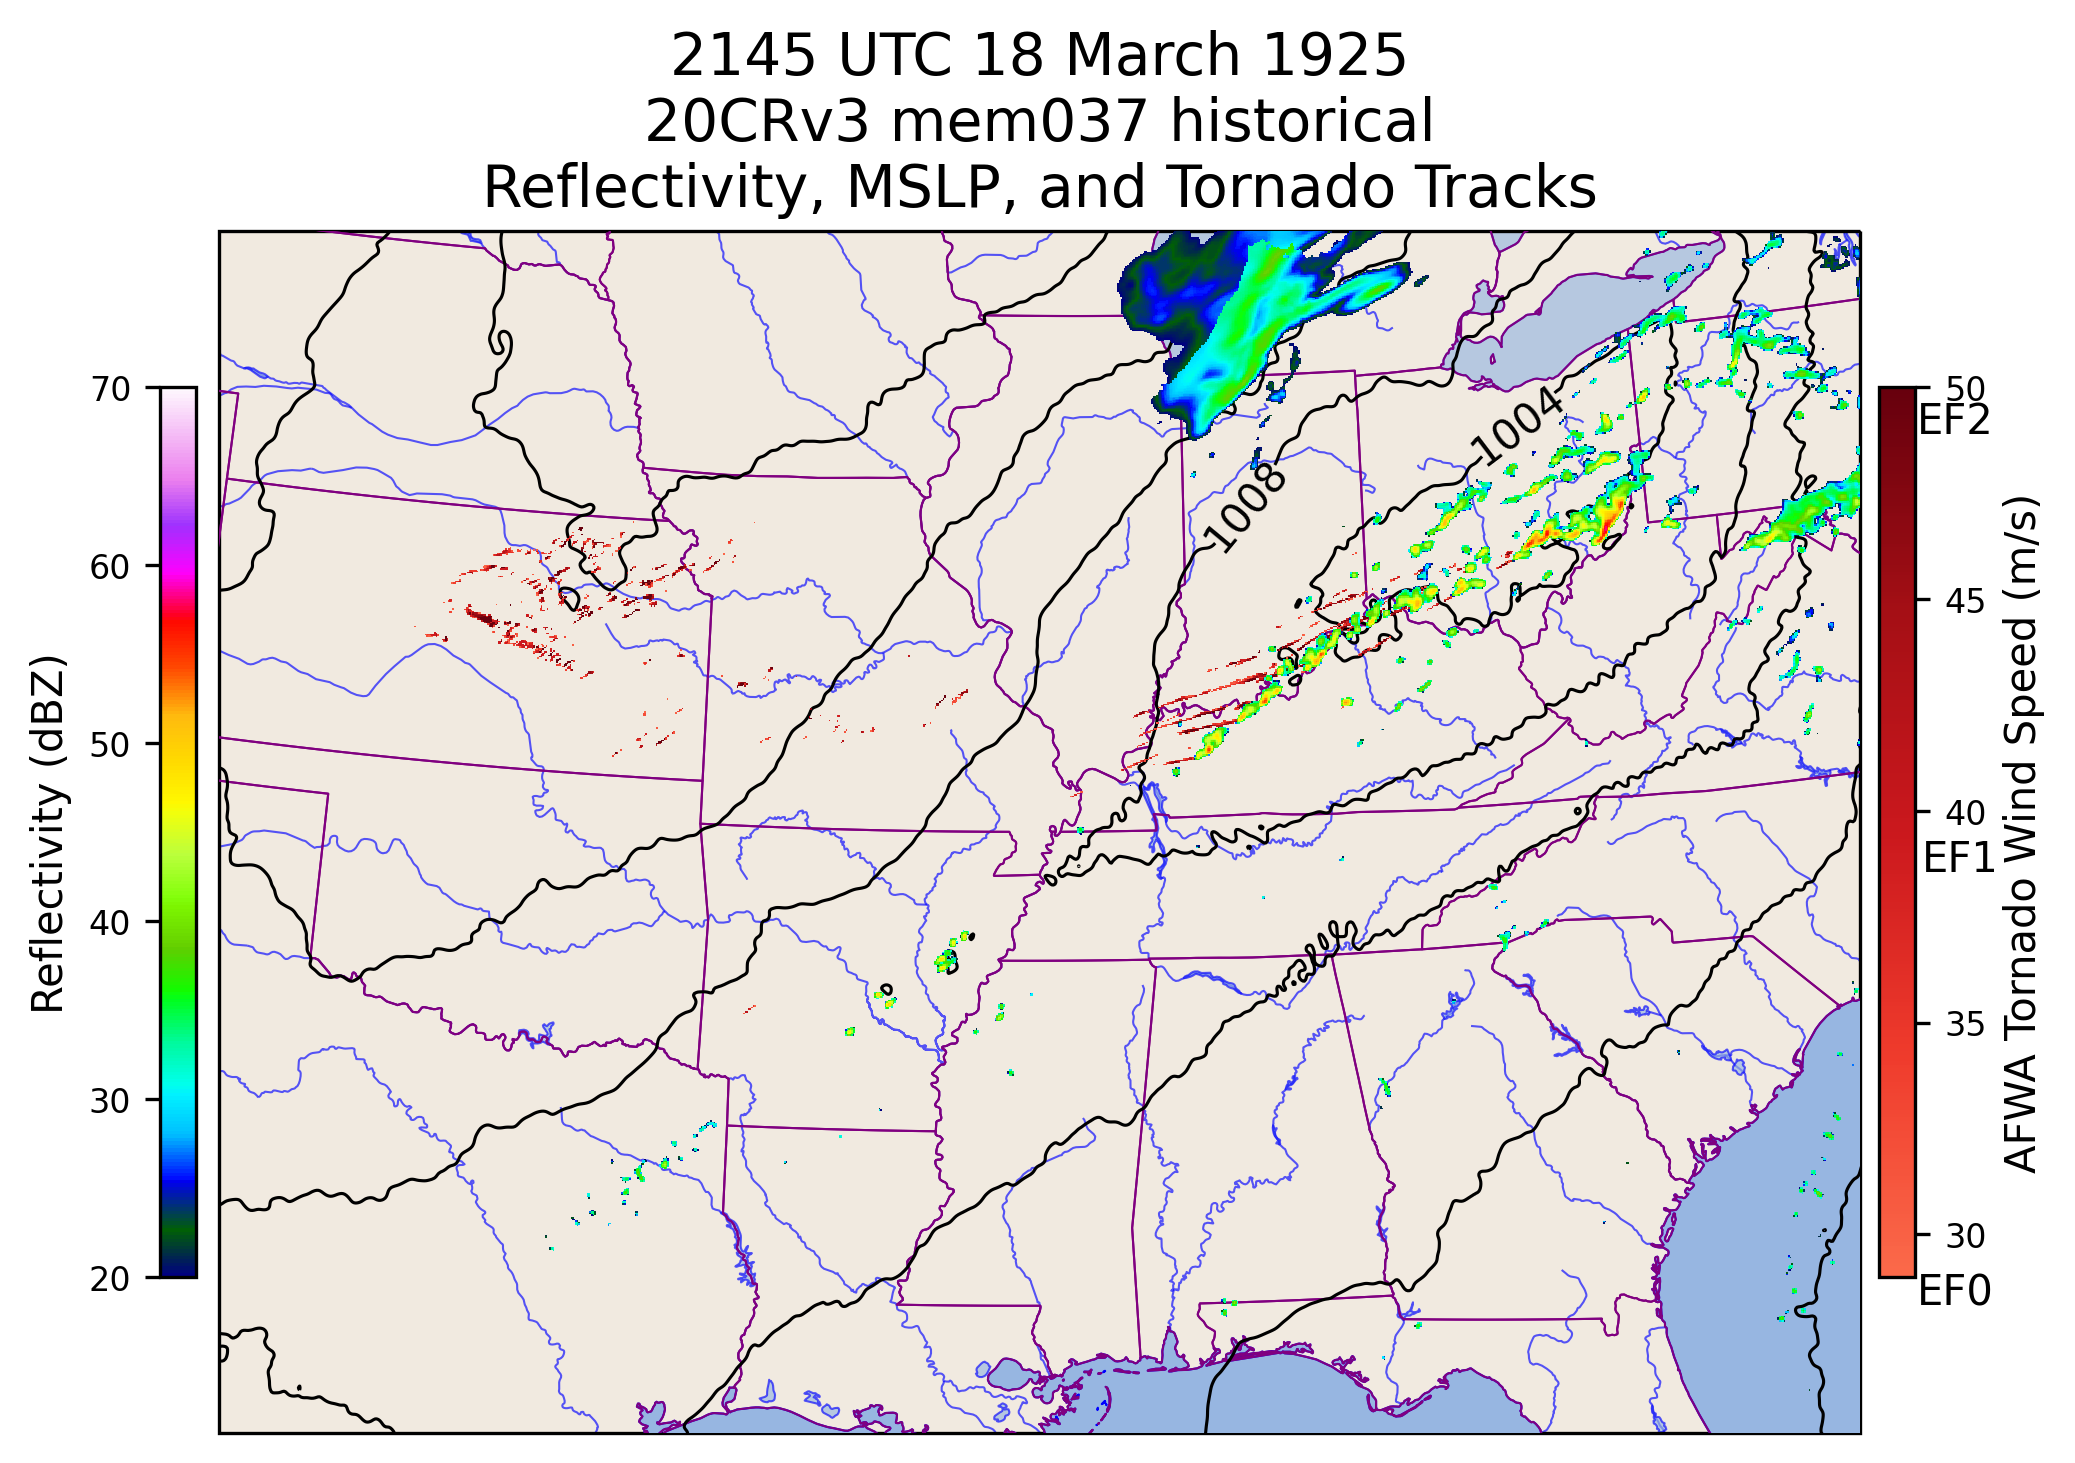 2145 UTC 18 March 1925
20CRv3 mem037 historical
Reflectivity, MSLP, and Tornado Tracks
Reflectivity (dBZ)
70
60
50
40
30
20
1004
1008
50
EF2
45
40
EF1
35
30
EF0
AFWA Tornado Wind Speed (m/s)